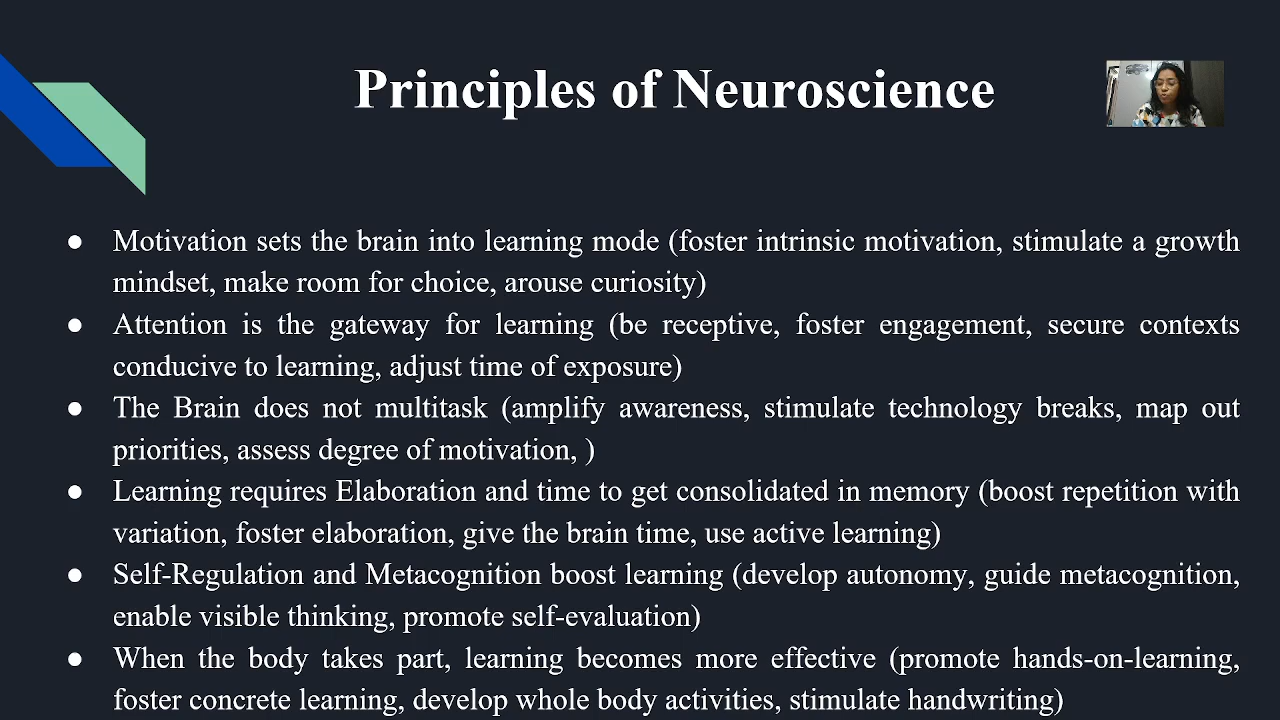 Principles of Neuroscience
● Motivation sets the brain into learning mode (foster intrinsic motivation, stimulate a growth
mindset, make room for choice, arouse curiosity)
● Attention is the gateway for learning (be receptive, foster engagement, secure contexts
conducive to learning, adjust time of exposure)
● The Brain does not multitask (amplify awareness, stimulate technology breaks, map out
priorities, assess degree of motivation, )
● Learning requires Elaboration and time to get consolidated in memory (boost repetition with
variation, foster elaboration, give the brain time, use active learning)
● Self-Regulation and Metacognition boost learning (develop autonomy, guide metacognition,
enable visible thinking, promote self-evaluation)
● When the body takes part, learning becomes more effective (promote hands-on-learning,
foster concrete learning, develop whole body activities, stimulate handwriting)